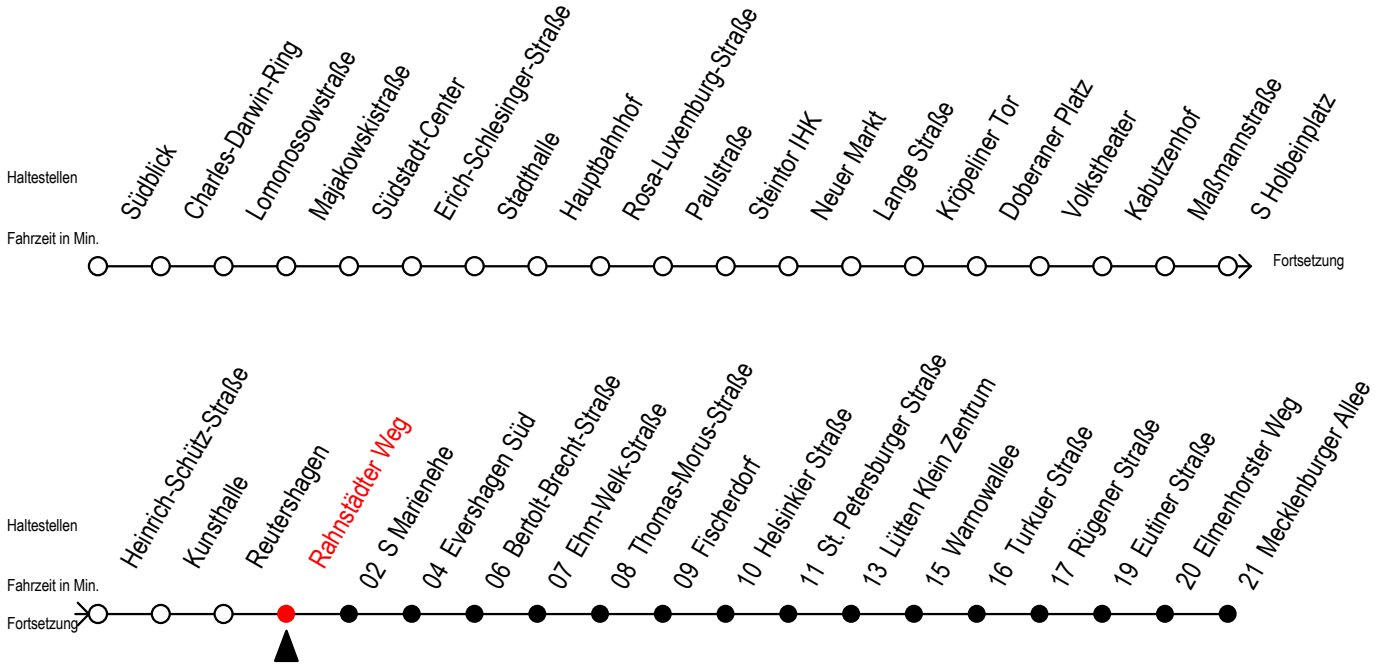 Haltestellen
Südblick
Charles-Darwin-Ring
Lomonossowstraße
Majakowskistraße
Südstadt-Center
Erich-Schlesinger-Straße
Stadthalle
Hauptbahnhof
Rosa-Luxemburg-Straße
Paulstraße
Steintor IHK
Neuer Markt
Lange Straße
Kröpeliner Tor
Doberaner Platz
Volkstheater
Kabutzenhof
Maßmannstraße
S Holbeinplatz
Fahrzeit in Min.
Fortsetzung
Haltestellen
Heinrich-Schütz-Straße
Kunsthalle
Reutershagen
Rahnstädter Weg
02 S Marienehe
04 Evershagen Süd
06 Bertolt-Brecht-Straße
07 Ehm-Welk-Straße
08 Thomas-Morus-Straße
09 Fischerdorf
10 Helsinkier Straße
11 St. Petersburger Straße
13 Lütten Klein Zentrum
15 Warnowallee
16 Turkuer Straße
17 Rügener Straße
19 Eutiner Straße
20 Elmenhorster Weg
21 Mecklenburger Allee
Fahrzeit in Min.
Fortsetzung